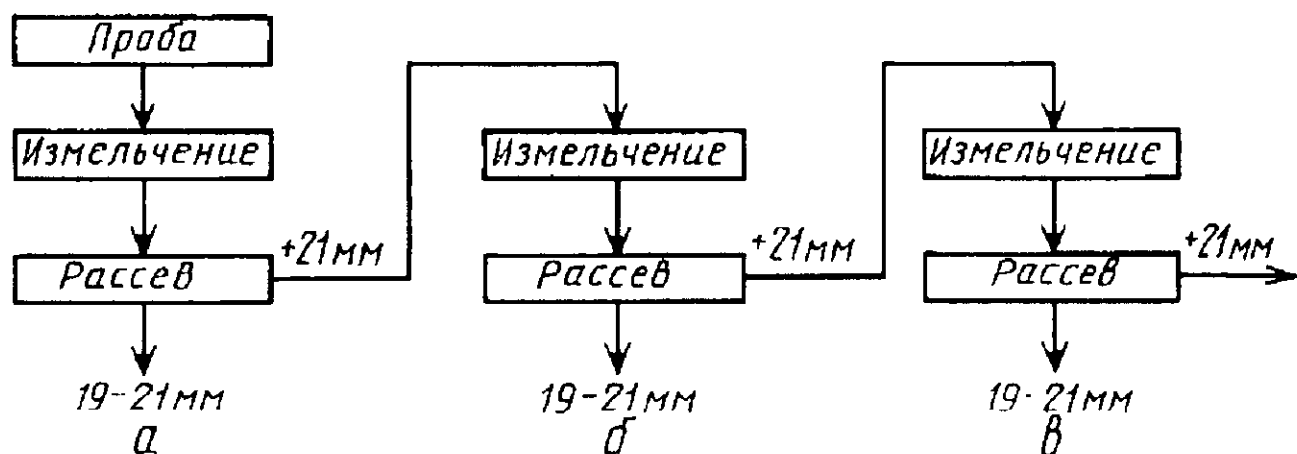 Проба
Измельчение
Измельчение
Измельчение
+21мм
+21мм
+21мм
Рассев
Рассев
Рассев
19-21мм
19-21мм
19-21мм
а
б
в